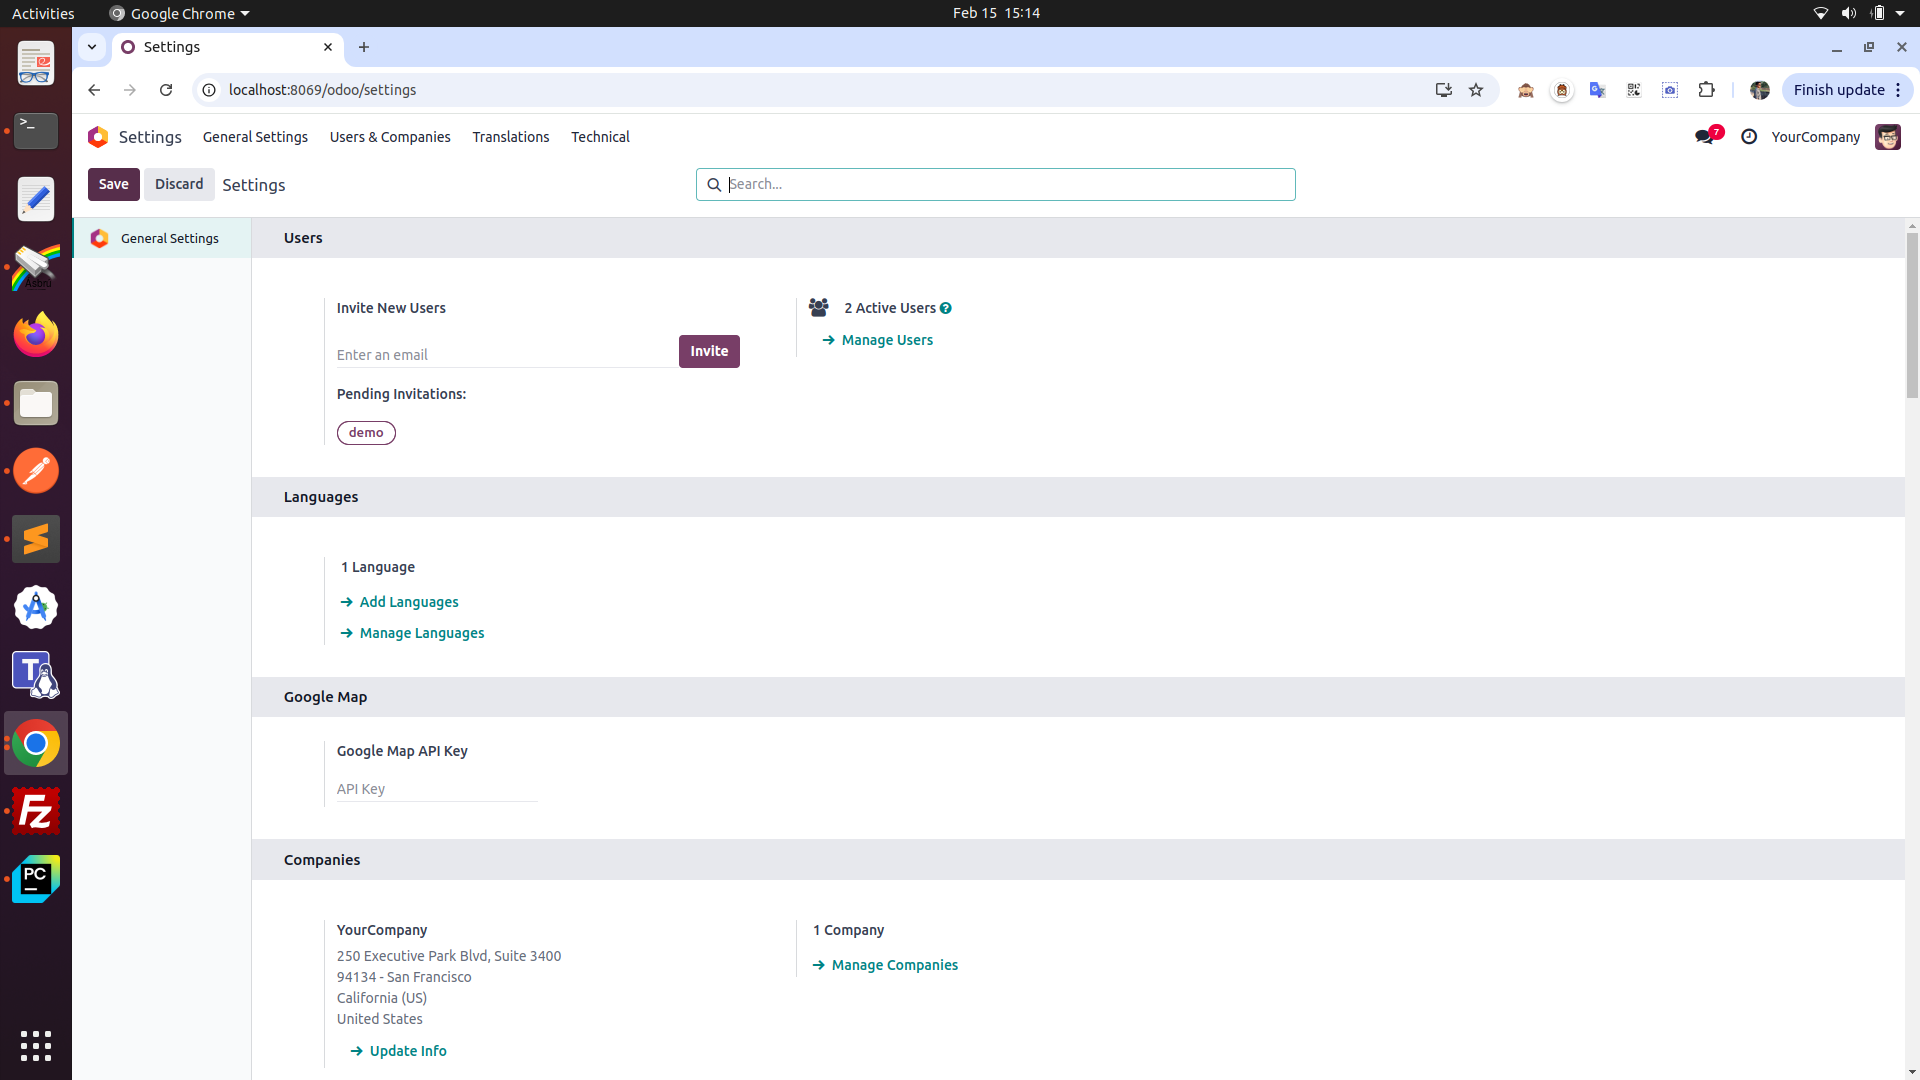 Activities
Google Chrome
Feb 15 15:14
Settings
localhost:8069/odoo/settings
Finish update
Settings
General Settings
Users & Companies
Translations
Technical
7
YourCompany
Save
Discard
Settings
Search...
General Settings
Users
Invite New Users
Enter an email
Invite
Pending Invitations:
demo
2 Active Users ?
Manage Users
Languages
1 Language
Add Languages
Manage Languages
Google Map
Google Map API Key
API Key
Companies
YourCompany
250 Executive Park Blvd, Suite 3400
94134 - San Francisco
California (US)
United States
Update Info
1 Company
Manage Companies
>_
Astru
T
Fz
PC